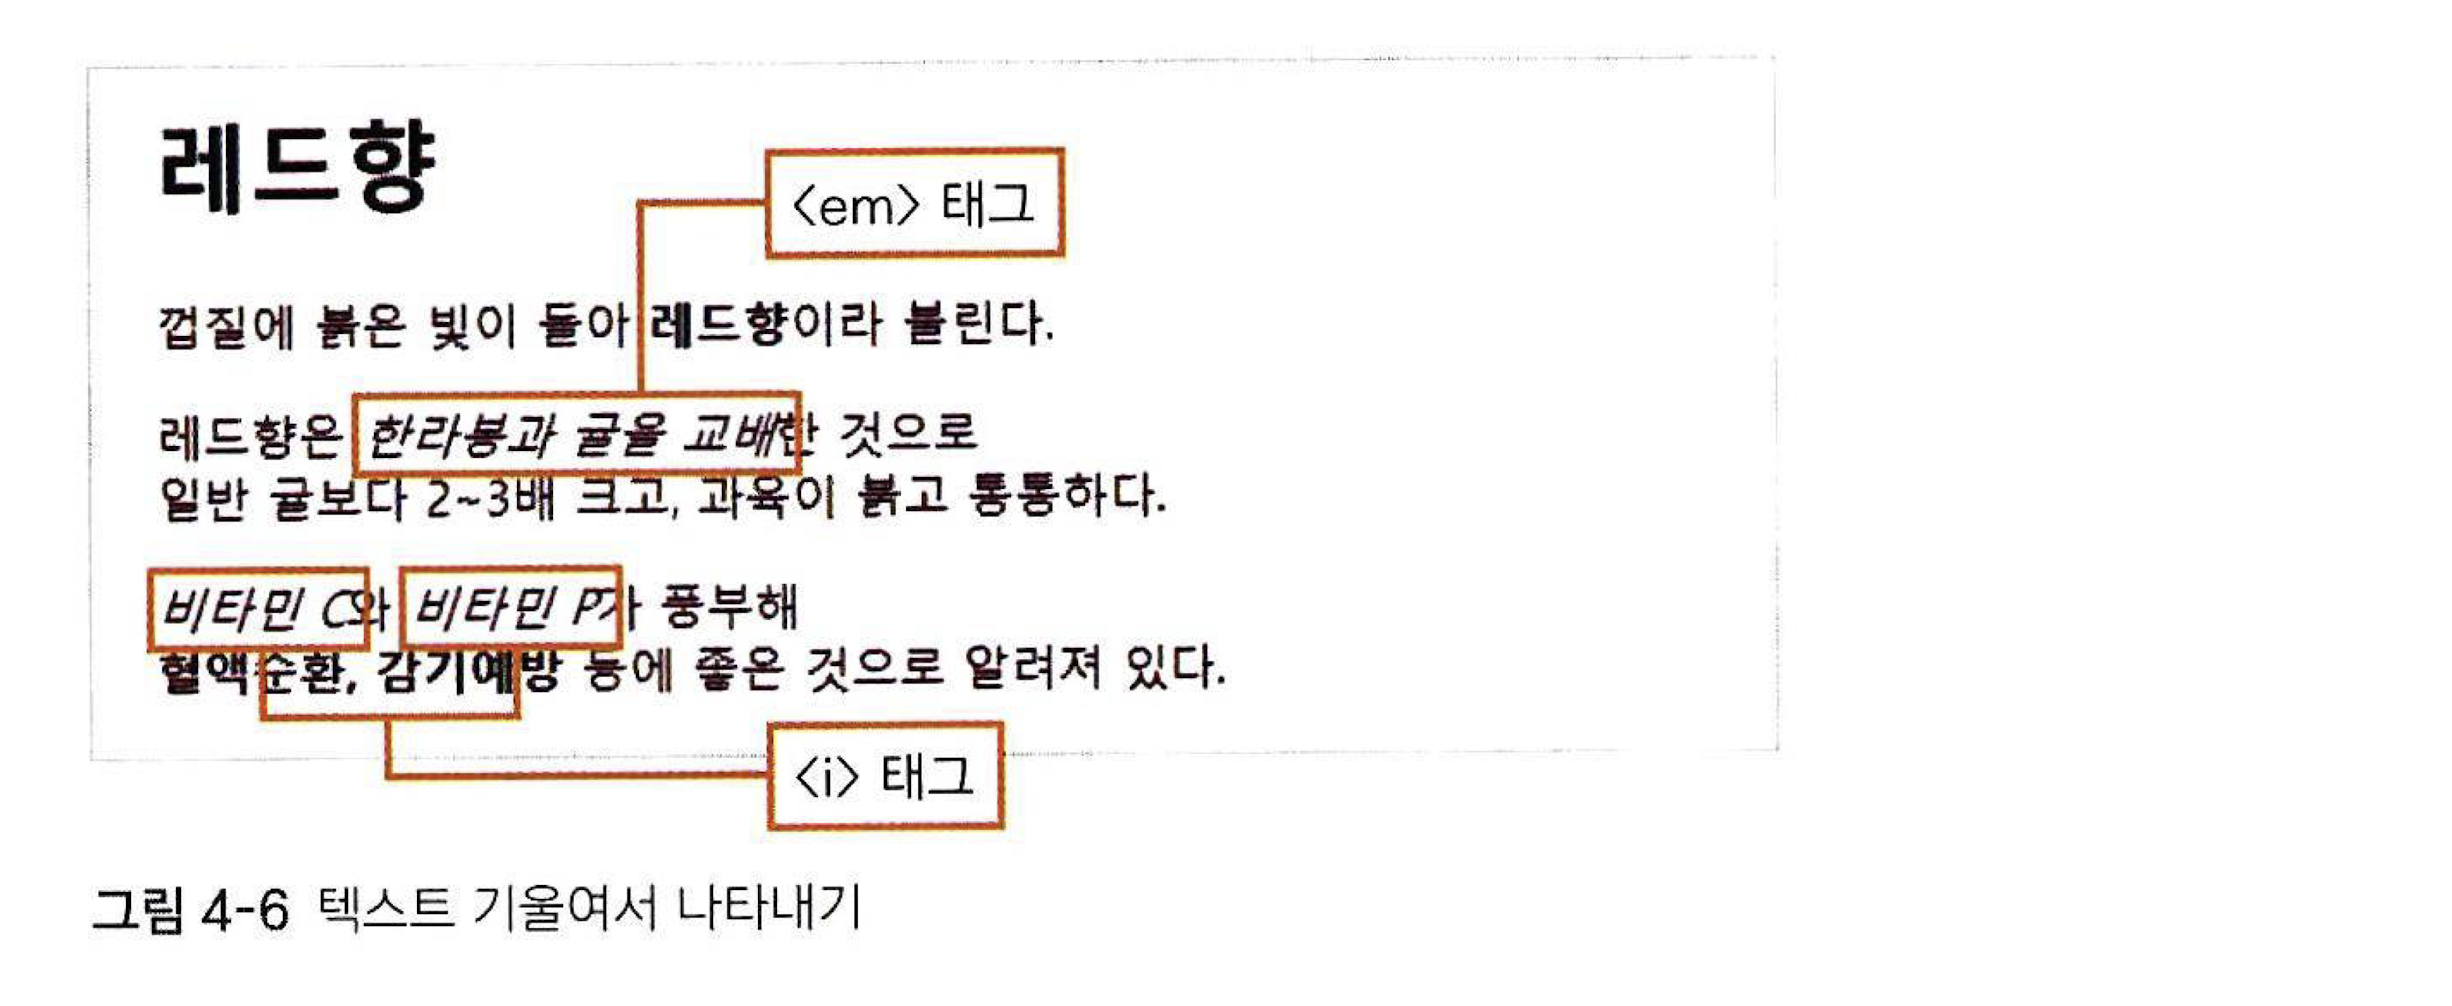 레드향
<em> 태그
껍질에 붉은 빛이 돌아 레드향이라 불린다.
레드향은 한라봉과 귤을 교배한 것으로
일반 귤보다 2~3배 크고, 과육이 붉고 통통하다.
비타민 C와 비타민 P가 풍부해
혈액순환, 감기예방 등에 좋은 것으로 알려져 있다.
<i> 태그
그림 4-6 텍스트 기울여서 나타내기